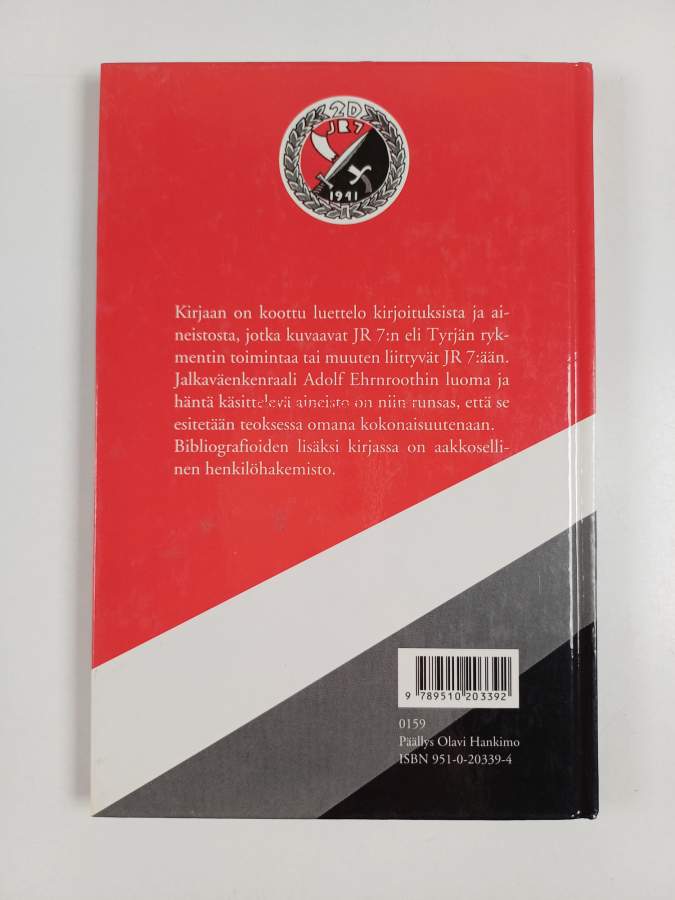 2D
JR7
1941
Kirjaan on koottu luettelo kirjoituksista ja ai-
neistosta, jotka kuvaavat JR 7:n eli Tyrjän ryk-
mentin toimintaa tai muuten liittyvät JR 7:ään.
Jalkaväenkenraali Adolf Ehrnroothin luoma ja
häntä käsittelevä aineisto on niin runsas, että se
esitetään teoksessa omana kokonaisuutenaan.
Bibliografioiden lisäksi kirjassa on aakkoselli-
nen henkilöhakemisto.
9 789510 203392
0159
Päällys Olavi Hankimo
ISBN 951-0-20339-4